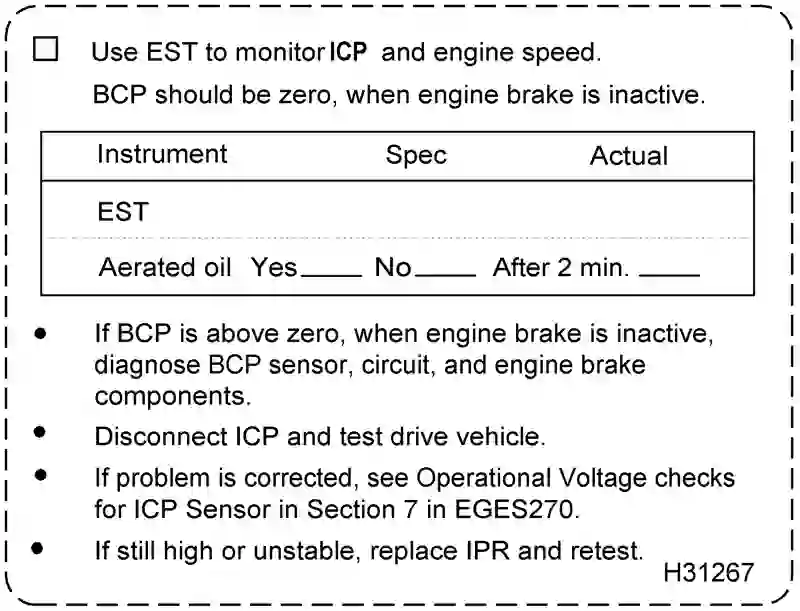 Use EST to monitor ICP and engine speed.
BCP should be zero, when engine brake is inactive.
Instrument Spec Actual
EST
Aerated oil Yes____ No____ After 2 min. ____
• If BCP is above zero, when engine brake is inactive,
diagnose BCP sensor, circuit, and engine brake
components.
• Disconnect ICP and test drive vehicle.
• If problem is corrected, see Operational Voltage checks
for ICP Sensor in Section 7 in EGES270.
• If still high or unstable, replace IPR and retest.
H31267